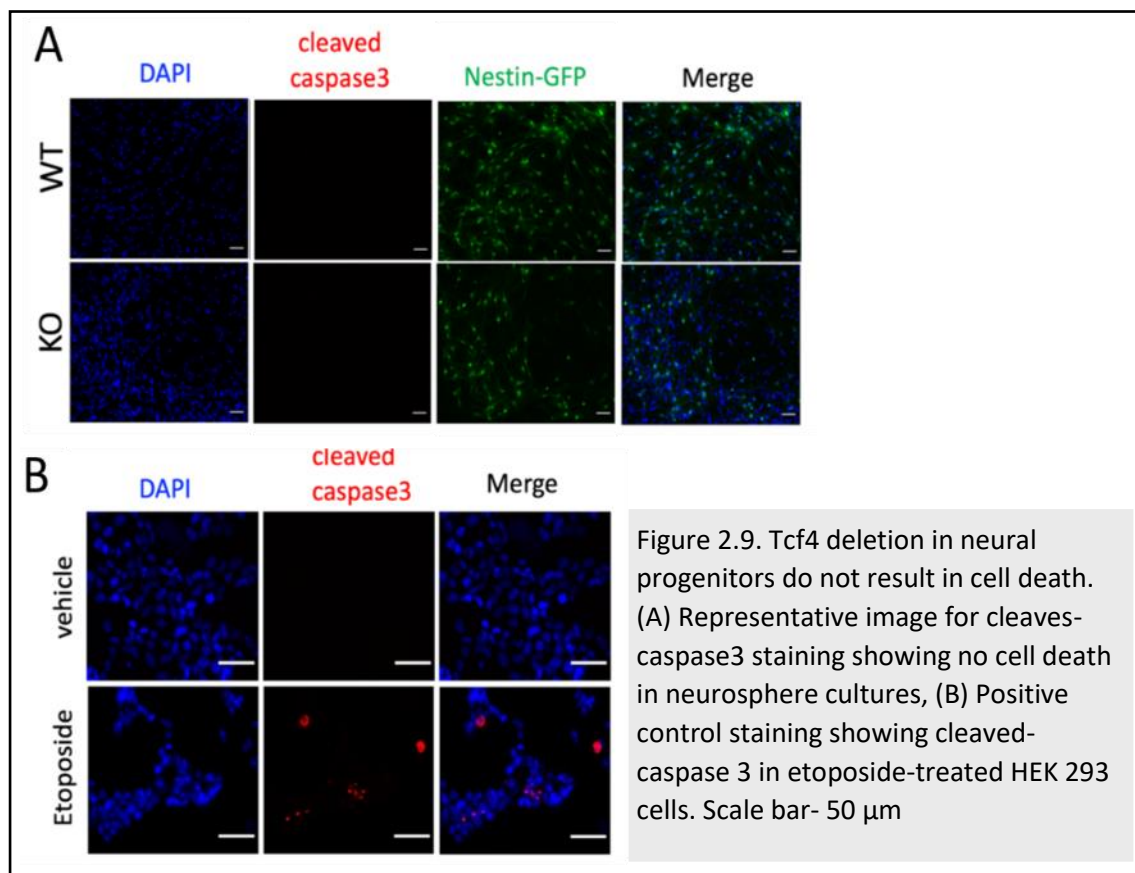 A
DAPI
cleaved
caspase3
Nestin-GFP
Merge
WT
KO
B
DAPI
cleaved
caspase3
Merge
vehicle
Etoposide
Figure 2.9. Tcf4 deletion in neural
progenitors do not result in cell death.
(A) Representative image for cleaves-
caspase3 staining showing no cell death
in neurosphere cultures, (B) Positive
control staining showing cleaved-
caspase 3 in etoposide-treated HEK 293
cells. Scale bar- 50 μm